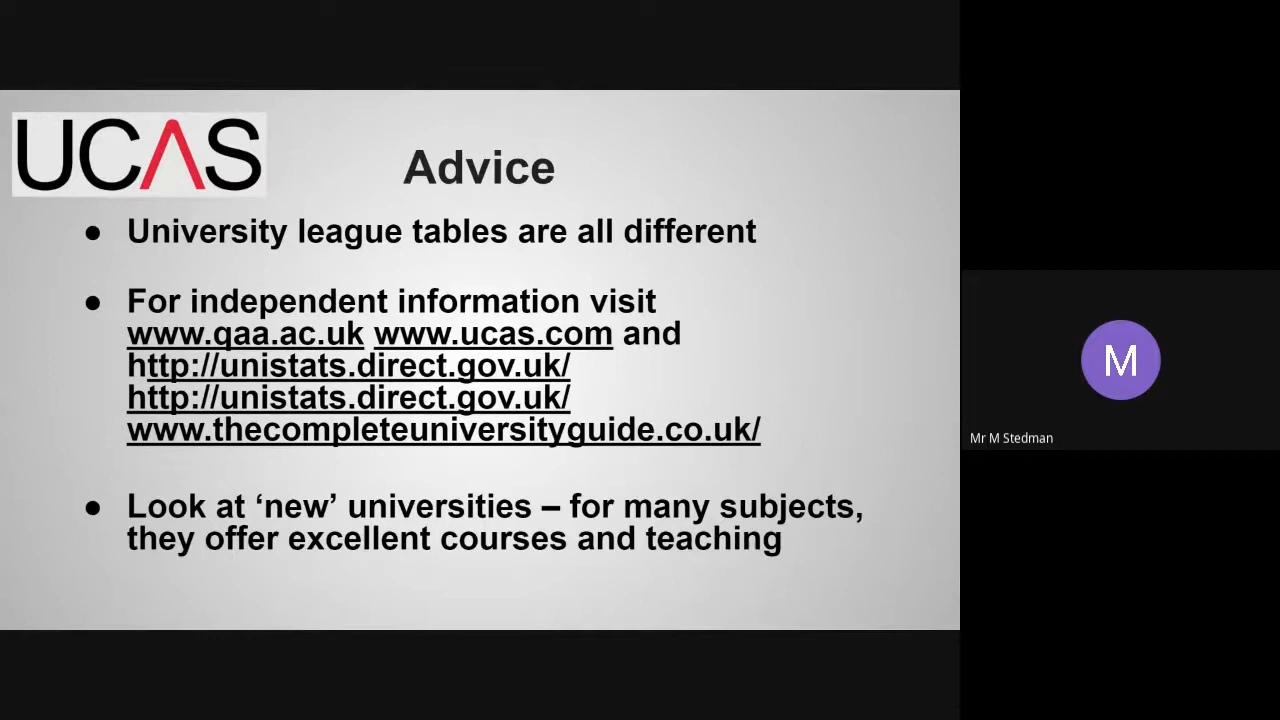 UCAS
Advice
● University league tables are all different
● For independent information visit
www.qaa.ac.uk www.ucas.com and
http://unistats.direct.gov.uk/
http://unistats.direct.gov.uk/
www.thecompleteuniversityguide.co.uk/
● Look at ‘new’ universities – for many subjects,
they offer excellent courses and teaching
M
Mr M Stedman